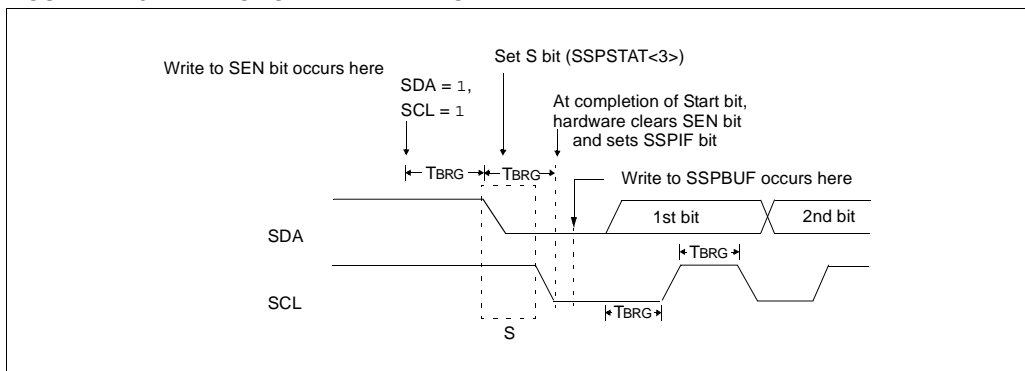 Write to SEN bit occurs here
Set S bit (SSPSTAT<3>)
SDA = 1,
SCL = 1
At completion of Start bit,
hardware clears SEN bit
and sets SSPIF bit
TBRG
TBRG
Write to SSPBUF occurs here
SDA
1st bit
2nd bit
TBRG
SCL
TBRG
S